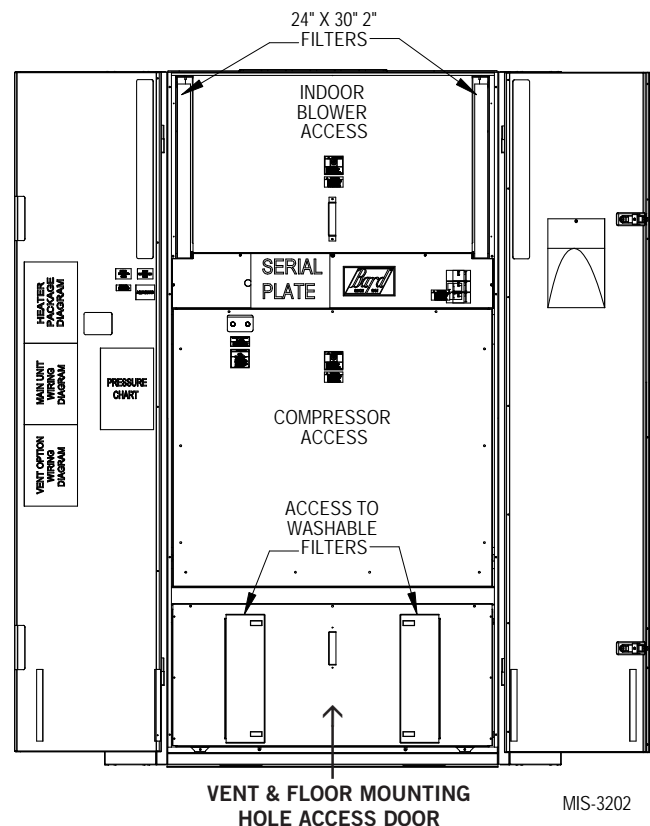 24" X 30" 2"
FILTERS
INDOOR
BLOWER
ACCESS
SERIAL
PLATE
Bard
HEATER
PACKAGE
DIAGRAM
MAIN UNIT
WIRING
DIAGRAM
VENT OPTION
WIRING
DIAGRAM
PRESSURE
CHART
COMPRESSOR
ACCESS
ACCESS TO
WASHABLE
FILTERS
VENT & FLOOR MOUNTING
HOLE ACCESS DOOR
MIS-3202